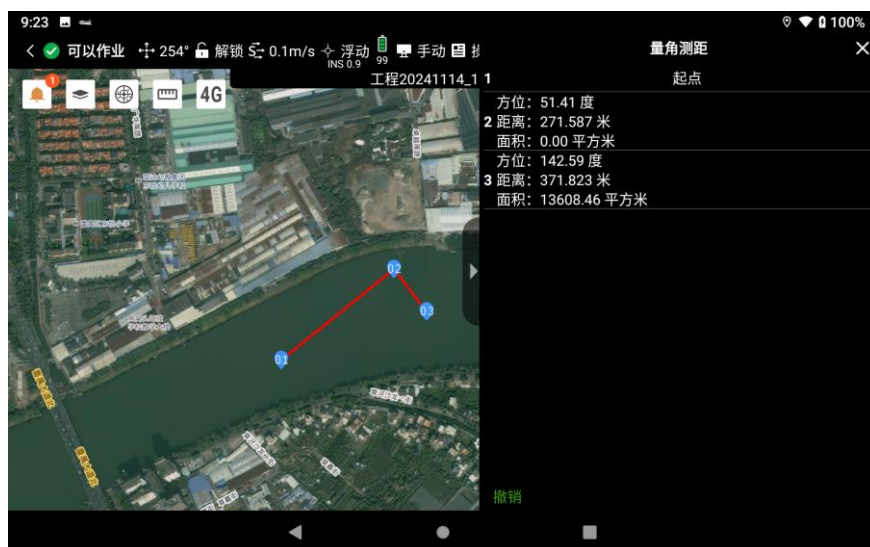 9:23
100%
可以作业 254° 解锁 0.1m/s 浮动 99 手动
INS 0.9
工程20241114_1
1
4G
02
03
01
量角测距
1 起点
方位：51.41 度
2 距离：271.587 米
面积：0.00 平方米
方位：142.59 度
3 距离：371.823 米
面积：13608.46 平方米
撤销